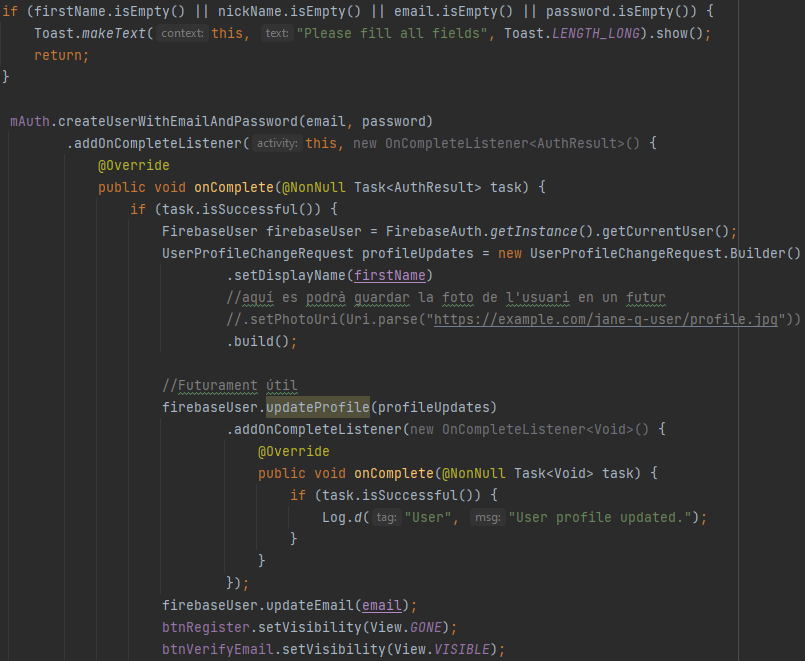 if (firstName.isEmpty() || nickName.isEmpty() || email.isEmpty() || password.isEmpty()) {
    Toast.makeText( context: this, text: "Please fill all fields", Toast.LENGTH_LONG).show();
    return;
}
mAuth.createUserWithEmailAndPassword(email, password)
        .addOnCompleteListener( activity: this, new OnCompleteListener<AuthResult>() {
            @Override
            public void onComplete(@NonNull Task<AuthResult> task) {
                if (task.isSuccessful()) {
                    FirebaseUser firebaseUser = FirebaseAuth.getInstance().getCurrentUser();
                    UserProfileChangeRequest profileUpdates = new UserProfileChangeRequest.Builder()
                            .setDisplayName(firstName)
                            //aquí es podrà guardar la foto de l'usuari en un futur
                            //.setPhotoUri(Uri.parse("https://example.com/jane-q-user/profile.jpg"))
                            .build();
                    //Futurament útil
                    firebaseUser.updateProfile(profileUpdates)
                            .addOnCompleteListener(new OnCompleteListener<Void>() {
                                @Override
                                public void onComplete(@NonNull Task<Void> task) {
                                    if (task.isSuccessful()) {
                                        Log.d( tag: "User", msg: "User profile updated.");
                                    }
                                }
                            });
                    firebaseUser.updateEmail(email);
                    btnRegister.setVisibility(View.GONE);
                    btnVerifyEmail.setVisibility(View.VISIBLE);